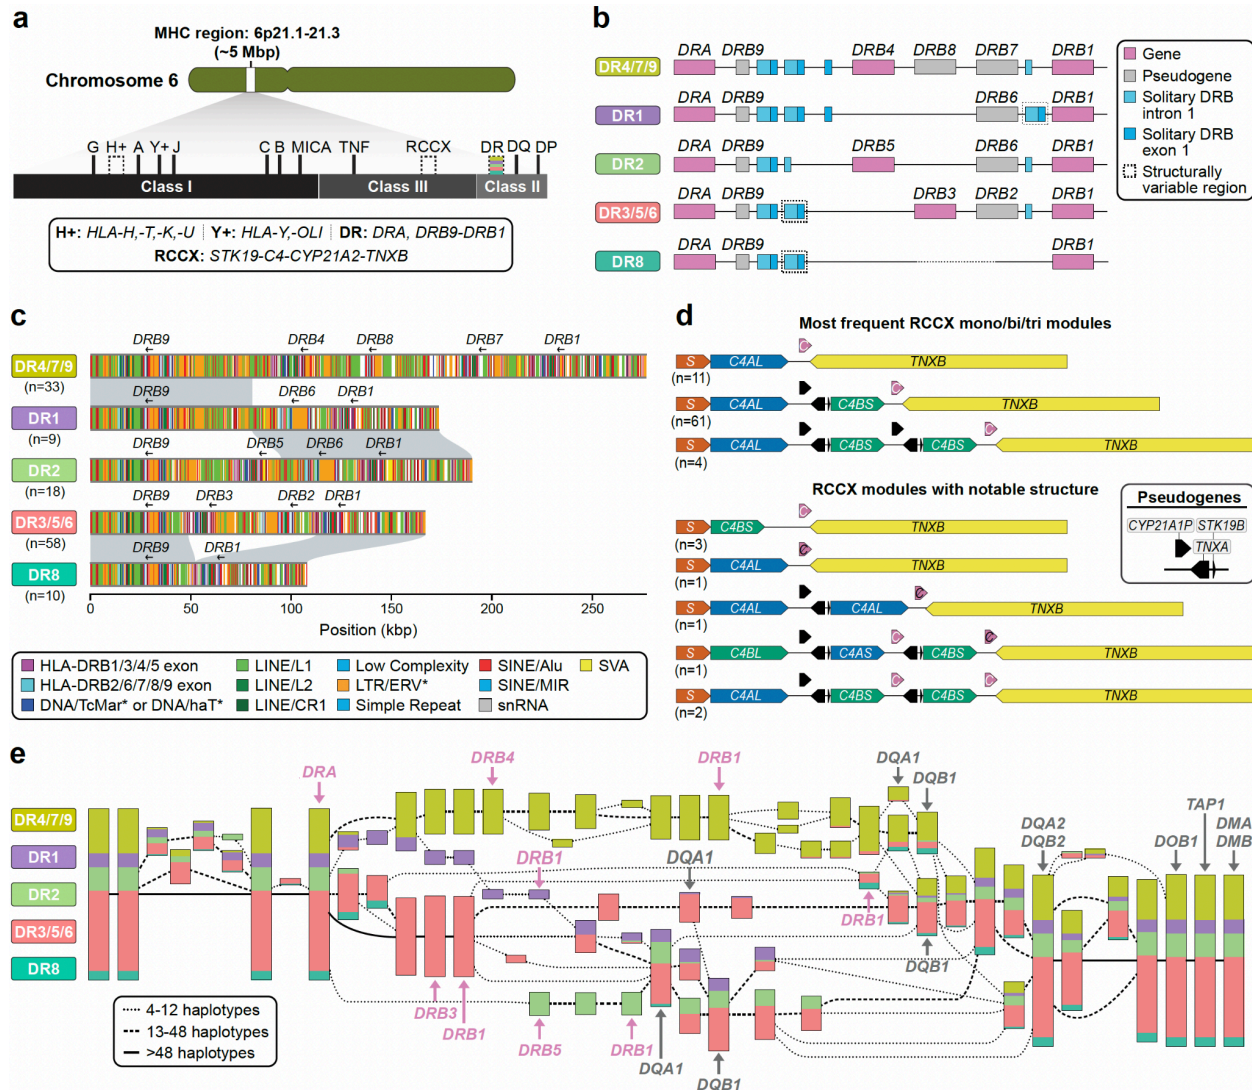 a
MHC region: 6p21.1-21.3
(~5 Mbp)
Chromosome 6
G H+ A Y+ J C B MICA TNF RCCX DR DQ DP
Class I Class III Class II
H+: HLA-H,-T,-K,-U Y+: HLA-Y,-OLI DR: DRA, DRB9-DRB1
RCCX: STK19-C4-CYP21A2-TNXB
b
DRA DRB9 DRB4 DRB8 DRB7 DRB1
DR4/7/9
DRA DRB9 DRB6 DRB1
DR1
DRA DRB9 DRB5 DRB6 DRB1
DR2
DRA DRB9 DRB3 DRB2 DRB1
DR3/5/6
DRA DRB9 DRB1
DR8
Gene
Pseudogene
Solitary DRB
intron 1
Solitary DRB
exon 1
Structurally
variable region
c
DRB9 DRB4 DRB8 DRB7 DRB1
DR4/7/9
(n=33)
DRB9 DRB6 DRB1
DR1
(n=9)
DRB9 DRB5 DRB6 DRB1
DR2
(n=18)
DRB9 DRB3 DRB2 DRB1
DR3/5/6
(n=58)
DRB9 DRB1
DR8
(n=10)
0 50 100 150 200 250
Position (kbp)
HLA-DRB1/3/4/5 exon LINE/L1 Low Complexity SINE/Alu SVA
HLA-DRB2/6/7/8/9 exon LINE/L2 LTR/ERV* SINE/MIR
DNA/TcMar* or DNA/haT* LINE/CR1 Simple Repeat snRNA
d
Most frequent RCCX mono/bi/tri modules
C
S C4AL TNXB
(n=11)
C
S C4AL C4BS TNXB
(n=61)
C
S C4AL C4BS C4BS TNXB
(n=4)
RCCX modules with notable structure
C
S C4BS TNXB
(n=3)
C
S C4AL TNXB
(n=1)
C
S C4AL C4AL TNXB
(n=1)
C C
S C4BL C4AS C4BS TNXB
(n=1)
C C
S C4AL C4BS C4BS TNXB
(n=2)
Pseudogenes
CYP21A1P STK19B
TNXA
e
DR4/7/9
DR1
DR2
DR3/5/6
DR8
DRA
DRB4
DRB1
DQA1
DQB1
DRB1
DQA1
DRB1
DQB1
DQA2
DQB2
TAP1
DOB1
DMA
DMB
DRB3
DRB1
DRB5
DRB1
DQA1
DQB1
4-12 haplotypes
13-48 haplotypes
>48 haplotypes